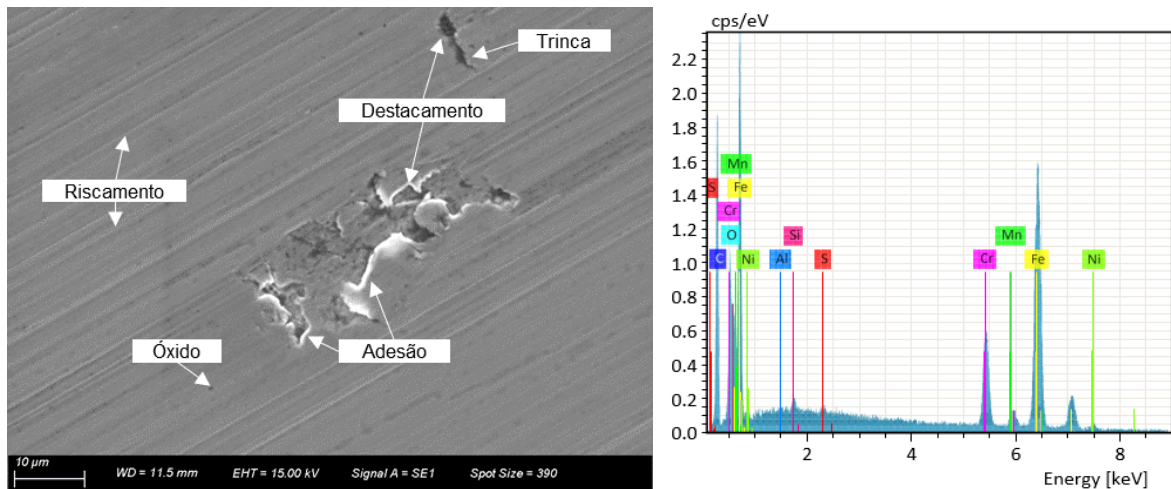 Trinca
Destacamento
Riscamento
Óxido
Adesão
10 µm
WD = 11.5 mm
EHT = 15.00 kV
Signal A = SE1
Spot Size = 390
cps/eV
2.2
2.0
1.8
1.6
1.4
1.2
1.0
0.8
0.6
0.4
0.2
0.0
Mn
S
Fe
Cr
O
Si
Mn
C
Ni
Al
S
Cr
Fe
Ni
2
4
6
8
Energy [keV]